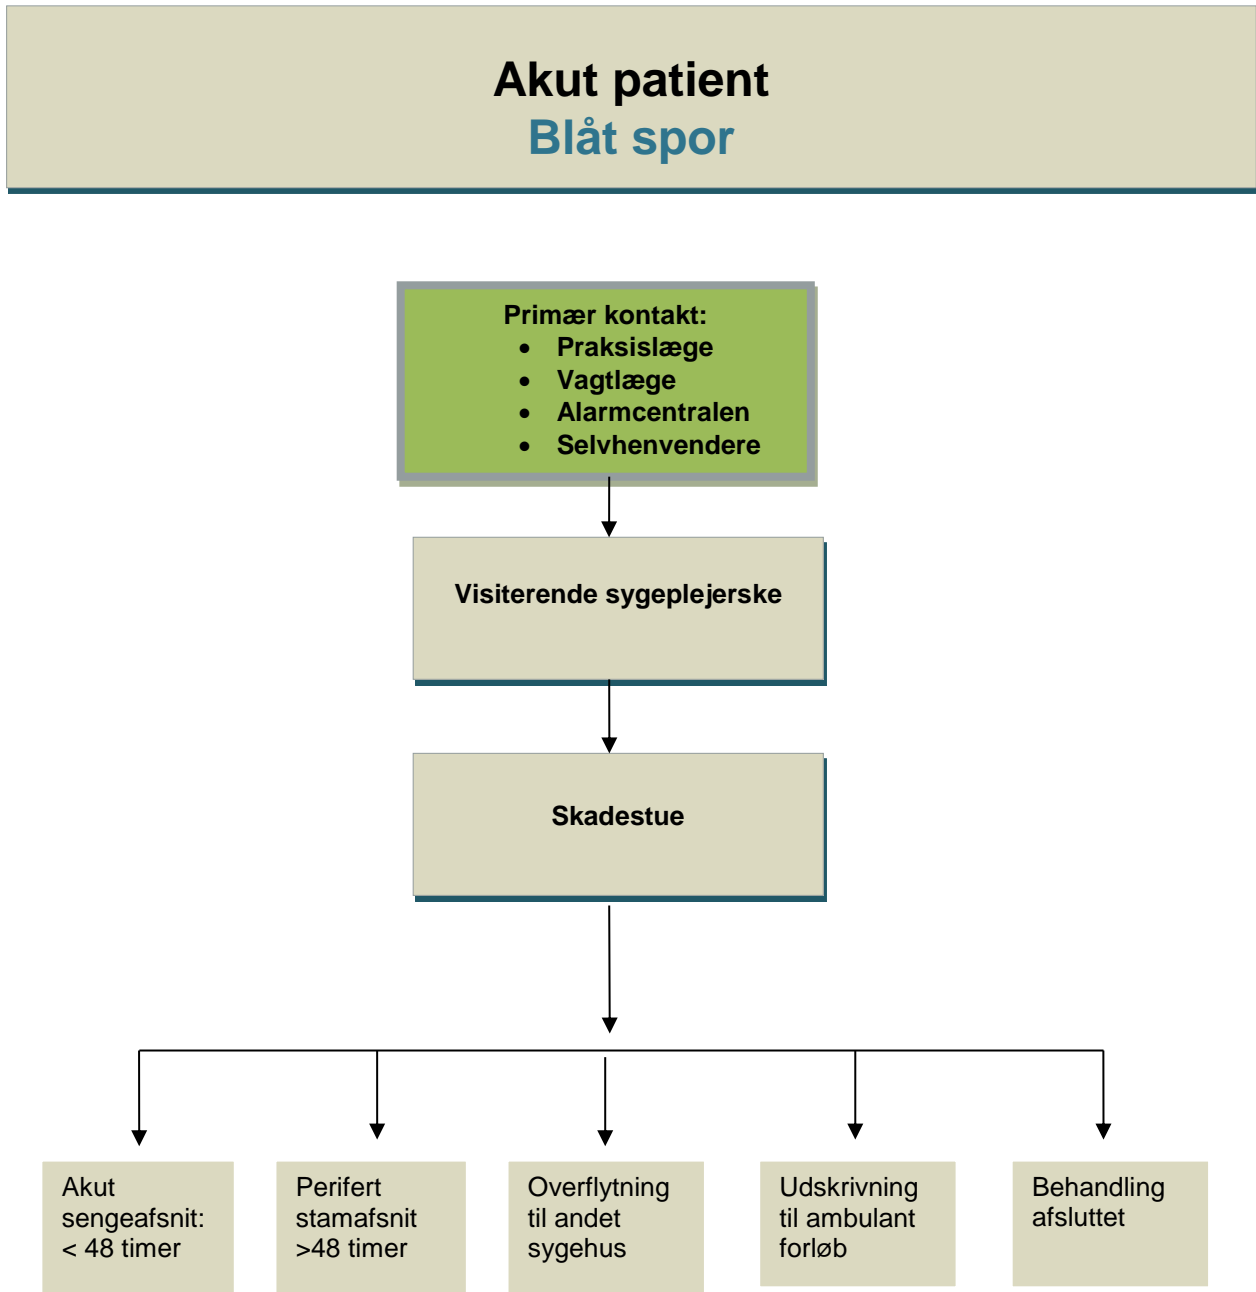 Akut patient
Blåt spor
Primær kontakt:
• Praksislæge
• Vagtlæge
• Alarmcentralen
• Selvhenvendere
Visiterende sygeplejerske
Skadestue
Akut
sengeafsnit:
< 48 timer
Perifert
stamafsnit
>48 timer
Overflytning
til andet
sygehus
Udskrivning
til ambulant
forløb
Behandling
afsluttet